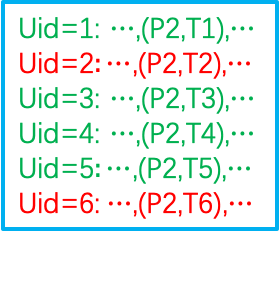 Uid=1: ···,(P2,T1),···
Uid=2: ···,(P2,T2),···
Uid=3: ···,(P2,T3),···
Uid=4: ···,(P2,T4),···
Uid=5: ···,(P2,T5),···
Uid=6: ···,(P2,T6),···